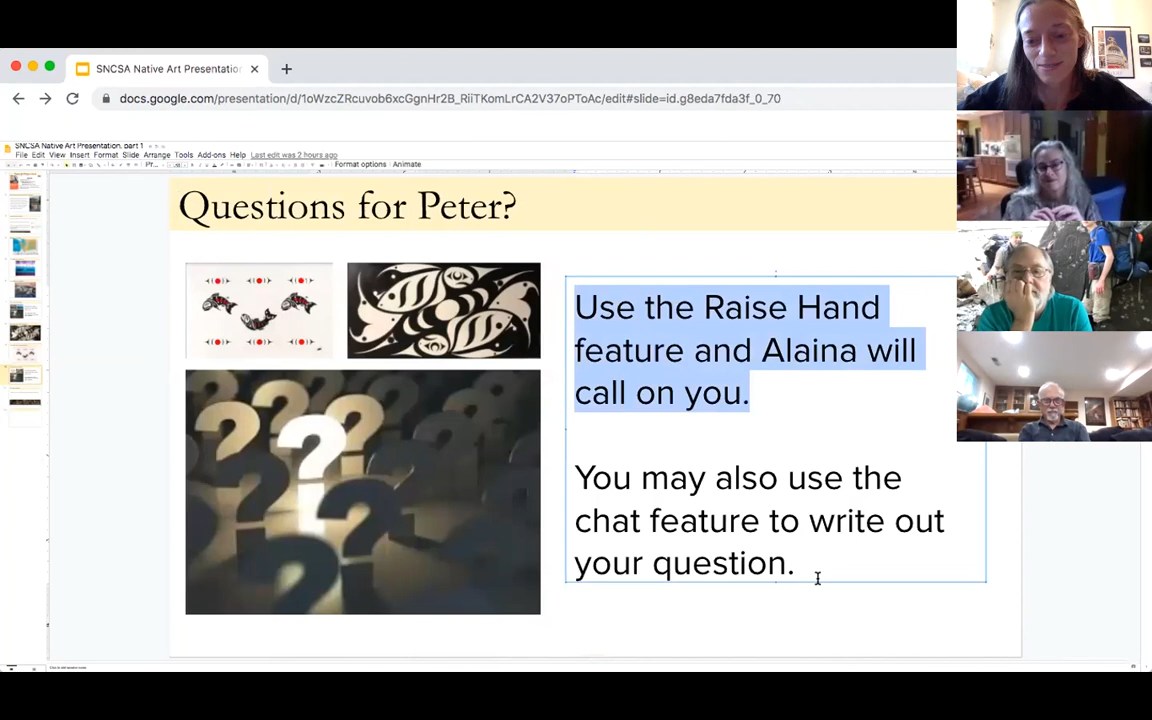 SNCSA Native Art Presentation
docs.google.com/presentation/d/1oWzcZRcuvob6xcGgnHr2B_RiiTKomLrCA2V37oPToAc/edit#slide=id.g8eda7fda3f_0_70
SNCSA Native Art Presentation, part 1
File Edit View Insert Format Slide Arrange Tools Add-ons Help Last edit was 2 hours ago
Format options Animate
Questions for Peter?
Use the Raise Hand
feature and Alaina will
call on you.
You may also use the
chat feature to write out
your question.